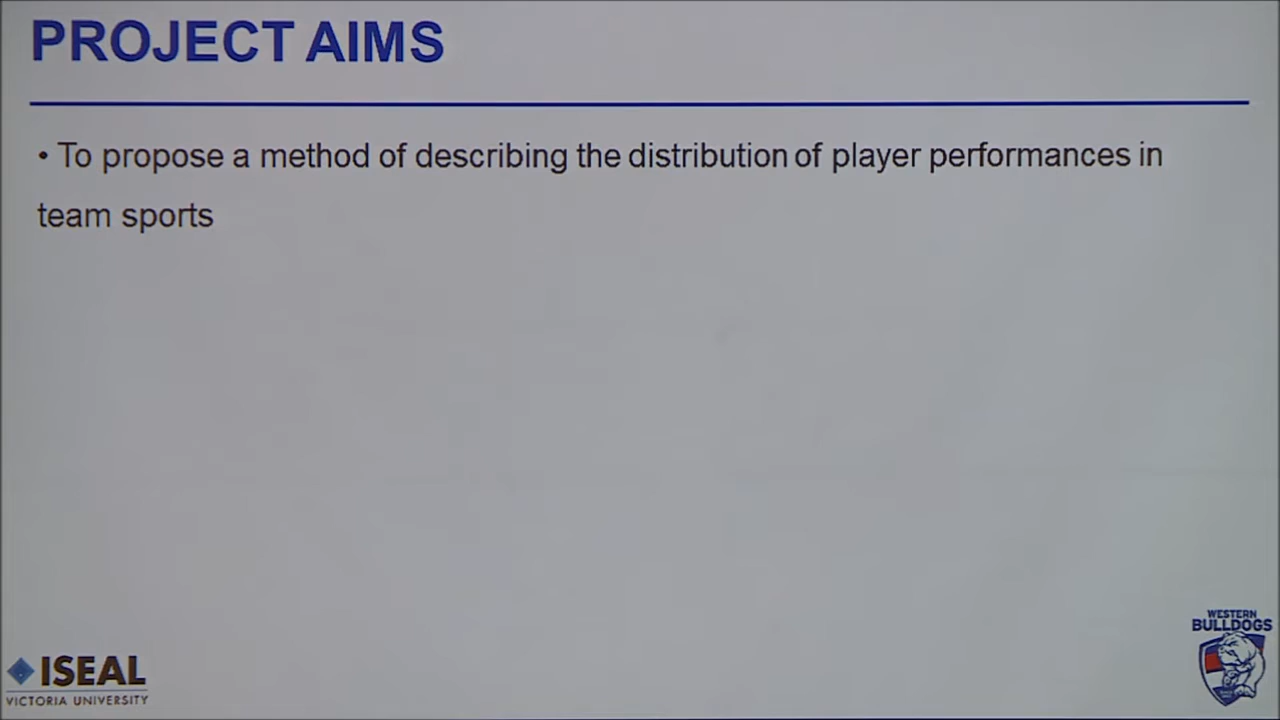 PROJECT AIMS
• To propose a method of describing the distribution of player performances in
team sports
ISEAL
VICTORIA UNIVERSITY
WESTERN
BULLDOGS